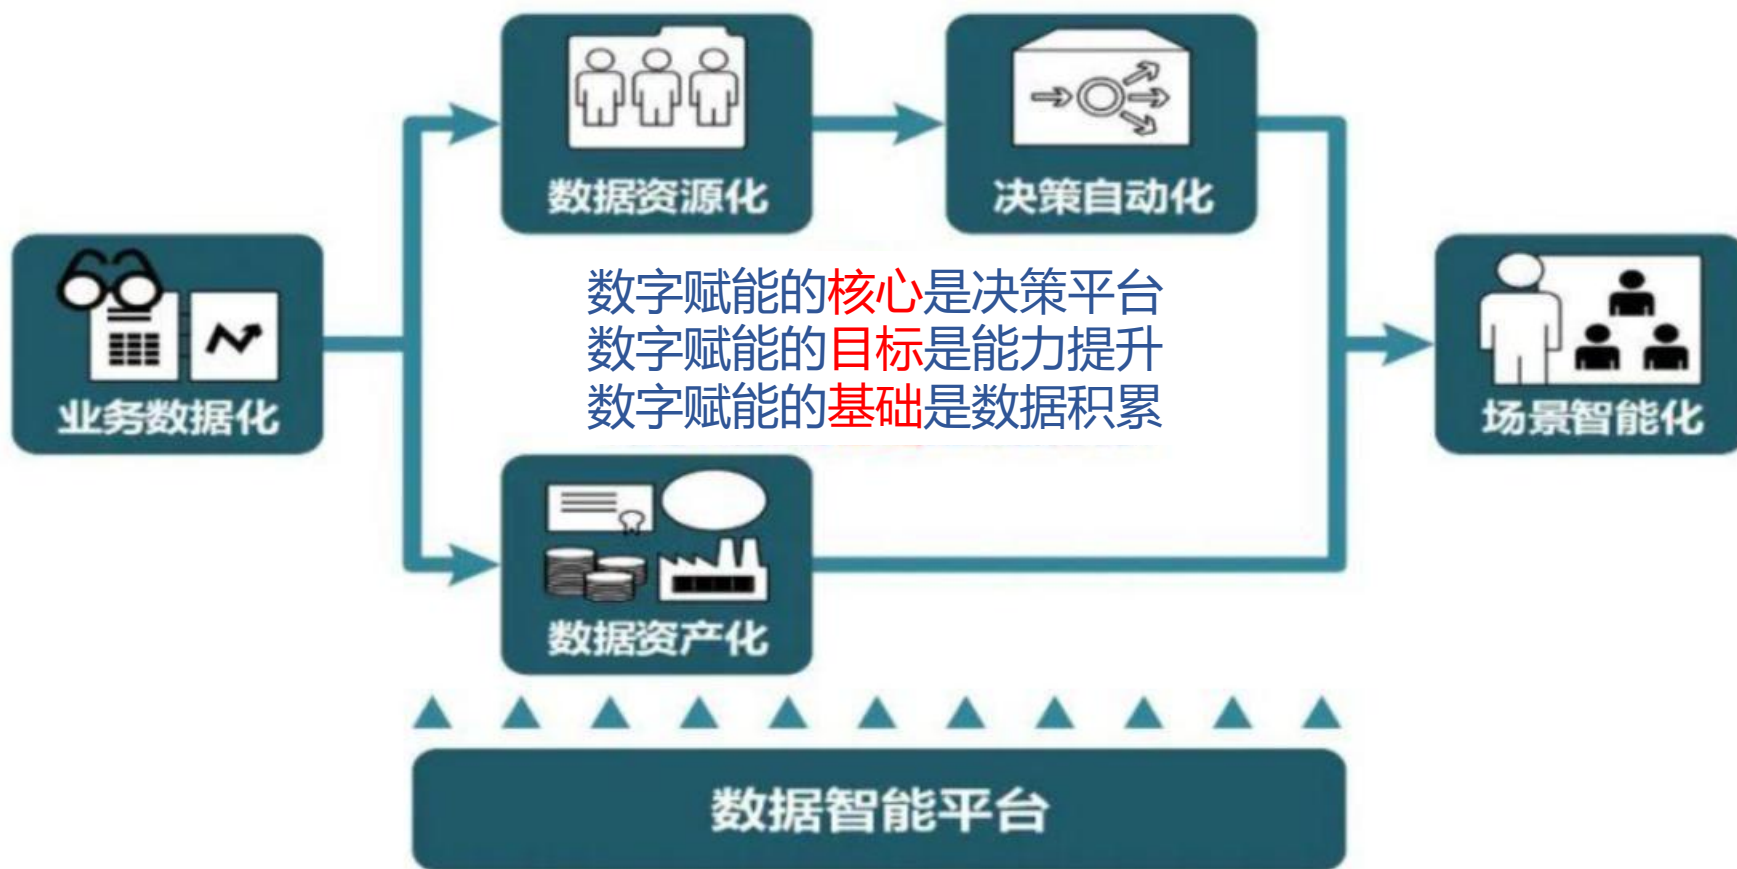 数据资源化
决策自动化
业务数据化
数字赋能的核心是决策平台
数字赋能的目标是能力提升
数字赋能的基础是数据积累
场景智能化
数据资产化
数据智能平台